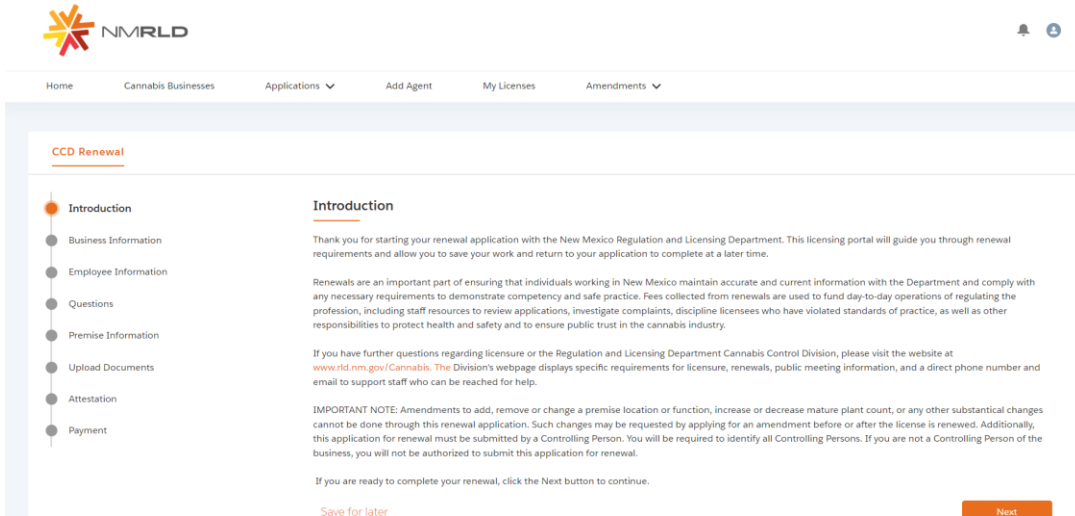 NMRLD
Home Cannabis Businesses Applications Add Agent My Licenses Amendments
CCD Renewal
Introduction
Business Information
Employee Information
Questions
Premise Information
Upload Documents
Attestation
Payment
Introduction
Thank you for starting your renewal application with the New Mexico Regulation and Licensing Department. This licensing portal will guide you through renewal
requirements and allow you to save your work and return to your application to complete at a later time.
Renewals are an important part of ensuring that individuals working in New Mexico maintain accurate and current information with the Department and comply with
any necessary requirements to demonstrate competency and safe practice. Fees collected from renewals are used to fund day-to-day operations of regulating the
profession, including staff resources to review applications, investigate complaints, discipline licensees who have violated standards of practice, as well as other
responsibilities to protect health and safety and to ensure public trust in the cannabis industry.
If you have further questions regarding licensure or the Regulation and Licensing Department Cannabis Control Division, please visit the website at
www.rld.nm.gov/Cannabis. The Division's webpage displays specific requirements for licensure, renewals, public meeting information, and a direct phone number and
email to support staff who can be reached for help.
IMPORTANT NOTE: Amendments to add, remove or change a premise location or function, increase or decrease mature plant count, or any other substantical changes
cannot be done through this renewal application. Such changes may be requested by applying for an amendment before or after the license is renewed. Additionally,
this application for renewal must be submitted by a Controlling Person. You will be required to identify all Controlling Persons. If you are not a Controlling Person of the
business, you will not be authorized to submit this application for renewal.
If you are ready to complete your renewal, click the Next button to continue.
Save for later Next